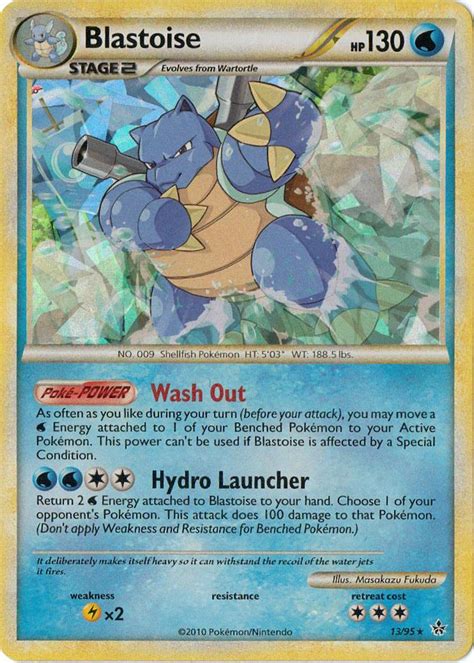 Blastoise
HP 130
STAGE 2
Evolves from Wartortle
NO. 009 Shellfish Pokémon HT: 5'03" WT: 188.5 lbs.
Poké-POWER Wash Out
As often as you like during your turn (before your attack), you may move a
Energy attached to 1 of your Benched Pokémon to your Active
Pokémon. This power can't be used if Blastoise is affected by a Special
Condition.
Hydro Launcher
Return 2 Energy attached to Blastoise to your hand. Choose 1 of your
opponent's Pokémon. This attack does 100 damage to that Pokémon.
(Don't apply Weakness and Resistance for Benched Pokémon.)
It deliberately makes itself heavy so it can withstand the recoil of the water jets
it fires.
Illus. Masakazu Fukuda
weakness resistance retreat cost
×2
©2010 Pokémon/Nintendo
13/95 ★